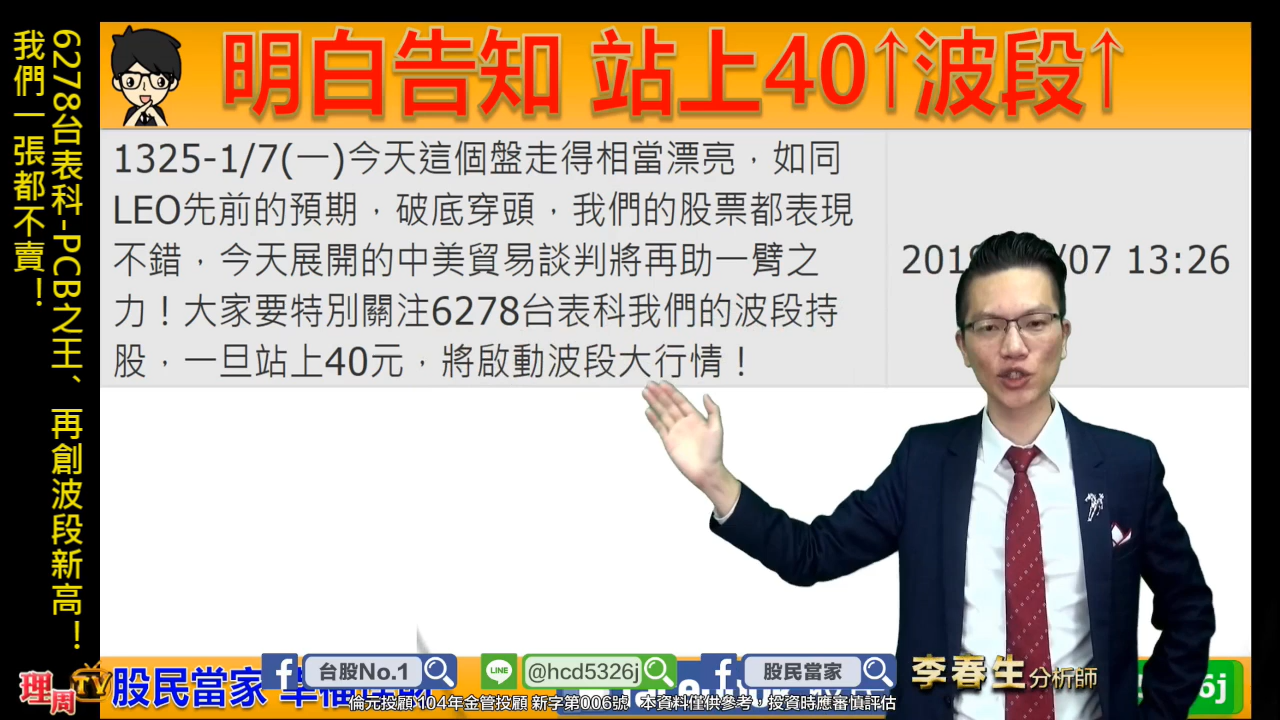 6278台表科-PCB之王、再創波段新高！
我們一張都不賣！
明白告知 站上40↑波段↑
1325-1/7(一)今天這個盤走得相當漂亮，如同
LEO先前的預期，破底穿頭，我們的股票都表現
不錯，今天展開的中美貿易談判將再助一臂之
力！大家要特別關注6278台表科我們的波段持
股，一旦站上40元，將啟動波段大行情！
/07 13:26
理周TV
股民當家
台股No.1
LINE
@hcd5326j
股民當家
李春生分析師
倫元投顧 104年金管投顧 新字第006號 本資料僅供參考，投資時應審慎評估